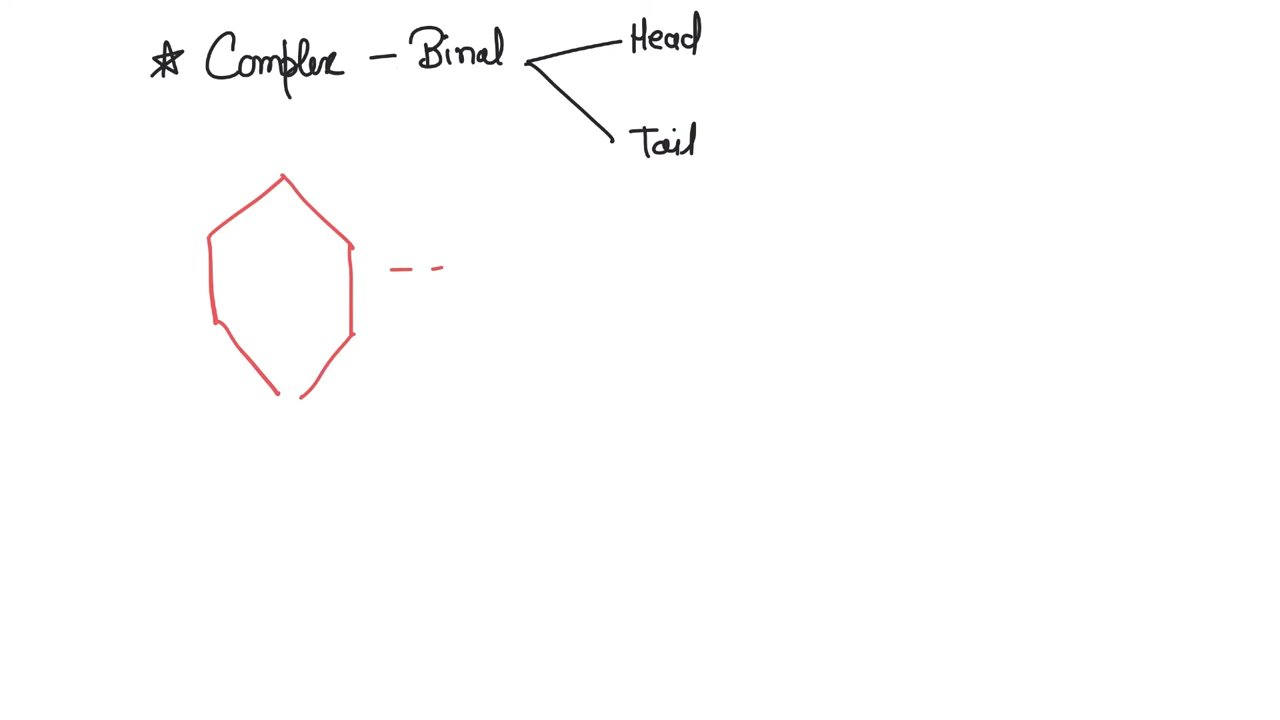 ☆ Complex - Binal Head
Tail